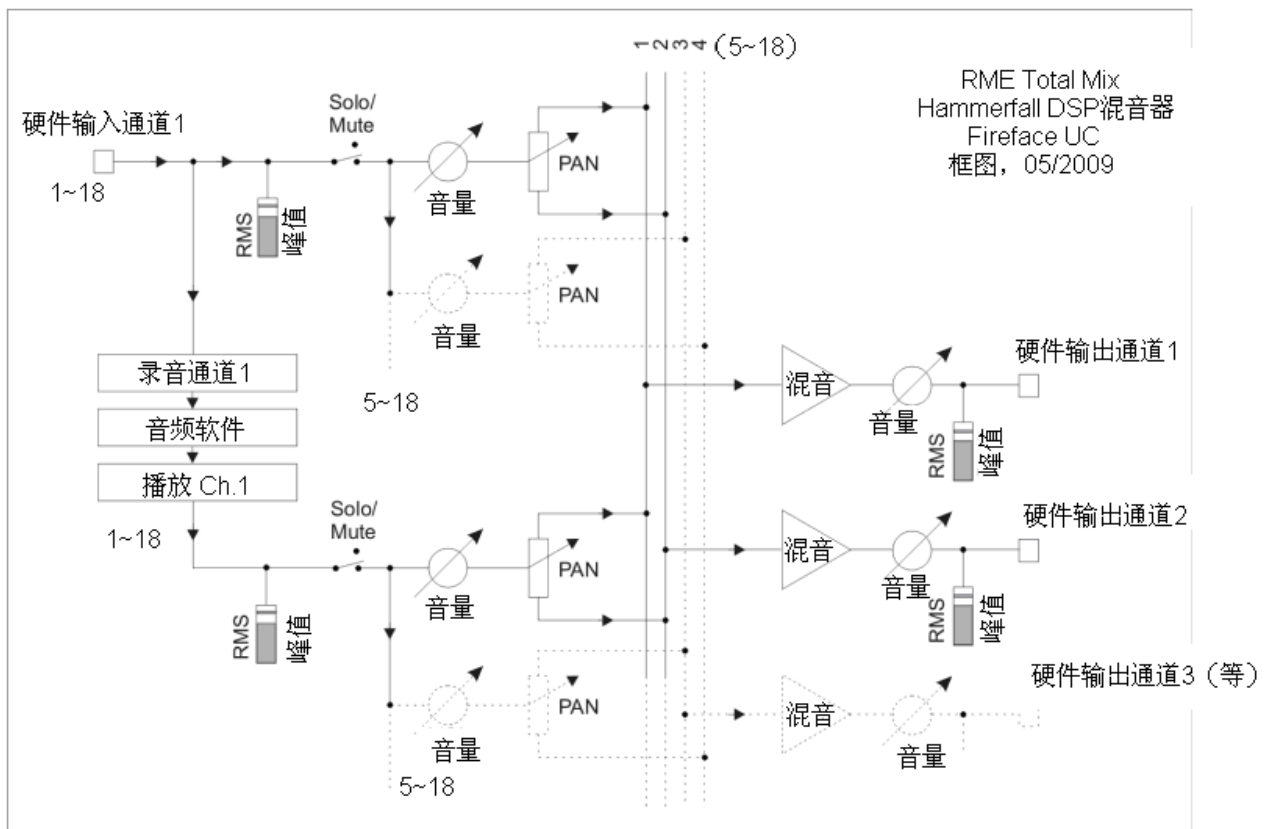 1 2 3 4 (5~18)
RME Total Mix
Hammerfall DSP混音器
Fireface UC
框图，05/2009
硬件输入通道1
1~18
Solo/
Mute
RMS
峰值
音量
PAN
音量
PAN
5~18
录音通道1
音频软件
播放 Ch.1
1~18
混音
音量
硬件输出通道1
RMS
峰值
Solo/
Mute
RMS
峰值
音量
PAN
混音
音量
硬件输出通道2
RMS
峰值
音量
PAN
5~18
混音
音量
硬件输出通道3（等）